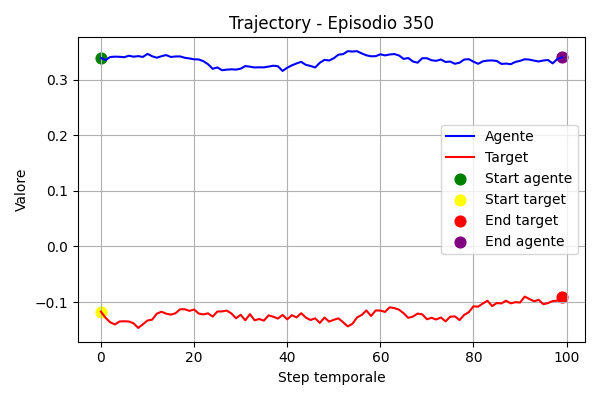 Trajectory - Episodio 350
Valore
0.3
0.2
0.1
0.0
−0.1
Agente
Target
Start agente
Start target
End target
End agente
0 20 40 60 80 100
Step temporale